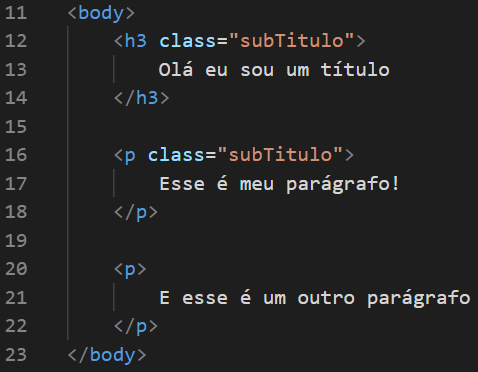 11 <body>
12 <h3 class="subTitulo">
13 Olá eu sou um título
14 </h3>
15
16 <p class="subTitulo">
17 Esse é meu parágrafo!
18 </p>
19
20 <p>
21 E esse é um outro parágrafo
22 </p>
23 </body>